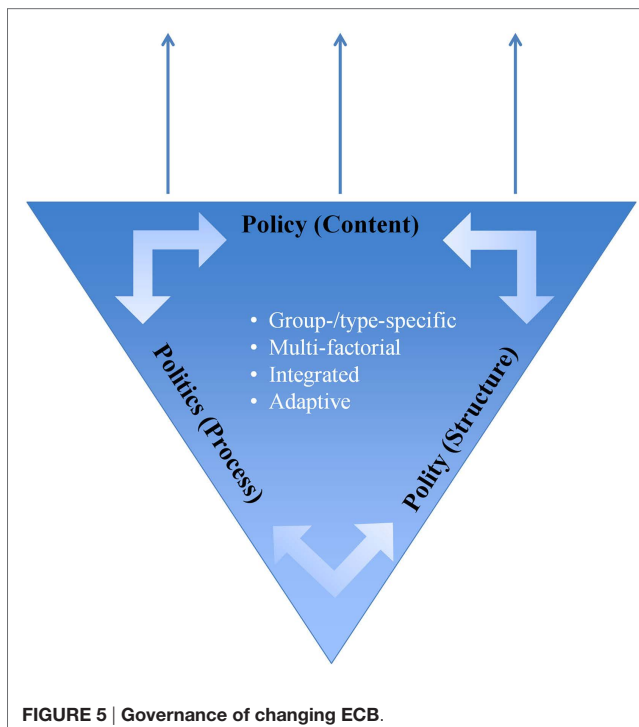 Policy (Content)
• Group-/type-specific
• Multi-factorial
• Integrated
• Adaptive
Politics (Process)
Polity (Structure)
FIGURE 5 | Governance of changing ECB.